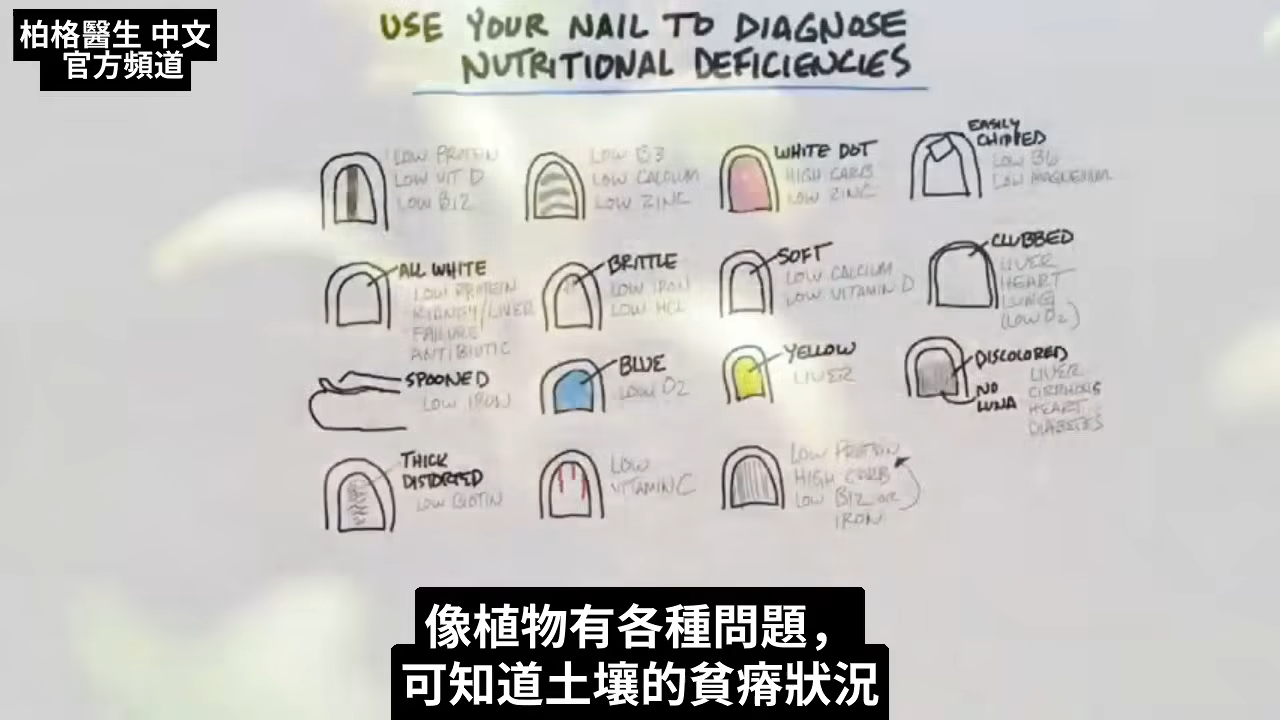 柏格醫生 中文
官方頻道
USE YOUR NAIL TO DIAGNOSE
NUTRITIONAL DEFICIENCIES
LOW PROTEIN
LOW VIT D
LOW B12
LOW B3
LOW CALCIUM
LOW ZINC
WHITE DOT
HIGH CARB
LOW ZINC
EASILY
CHIPPED
LOW B6
LOW MAGNESIUM
ALL WHITE
LOW PROTEIN
KIDNEY/LIVER
FAILURE
ANTIBIOTIC
BRITTLE
LOW IRON
LOW HCL
SOFT
LOW CALCIUM
LOW VITAMIN D
CLUBBED
LIVER
HEART
LUNG
(LOW O2)
SPOONED
LOW IRON
BLUE
LOW O2
YELLOW
LIVER
DISCOLORED
LIVER
CIRRHOSIS
HEART
DIABETES
NO
LUNA
THICK
DISTORTED
LOW BIOTIN
LOW
VITAMIN C
LOW PROTEIN
HIGH CARB
LOW B12 OR
IRON
像植物有各種問題，
可知道土壤的貧瘠狀況